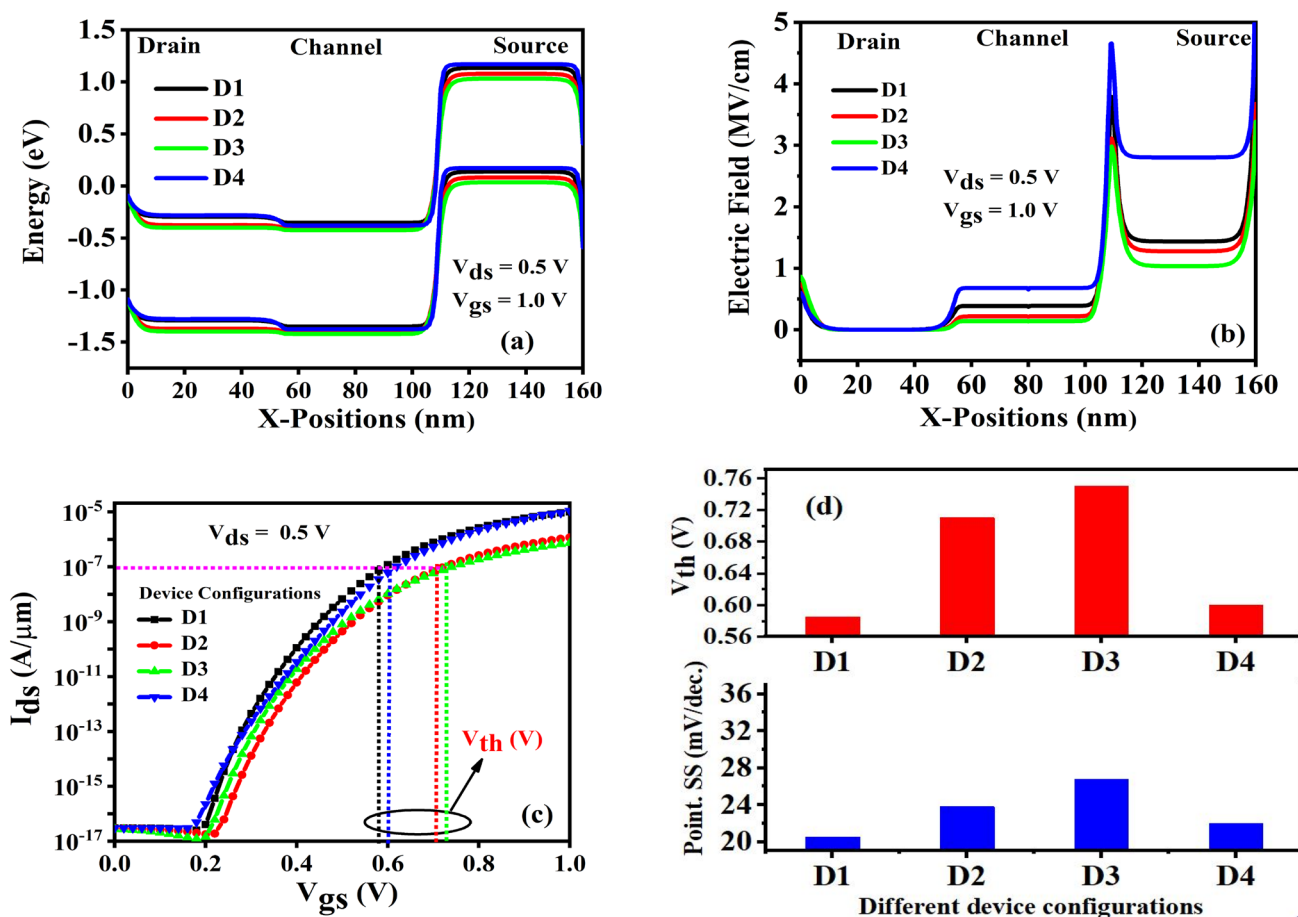 1.5
1.0
0.5
0.0
-0.5
-1.0
-1.5
Energy (eV)
Drain Channel Source
D1
D2
D3
D4
Vds = 0.5 V
Vgs = 1.0 V
(a)
0 20 40 60 80 100 120 140 160
X-Positions (nm)
(b)
5
4
3
2
1
0
Electric Field (MV/cm)
Drain Channel Source
D1
D2
D3
D4
Vds = 0.5 V
Vgs = 1.0 V
0 20 40 60 80 100 120 140 160
X-Positions (nm)
10-5
10-7
10-9
10-11
10-13
10-15
10-17
Ids (A/μm)
Vds = 0.5 V
Device Configurations
D1
D2
D3
D4
Vth (V)
(c)
0.0 0.2 0.4 0.6 0.8 1.0
Vgs (V)
0.76
0.72
0.68
0.64
0.60
0.56
Vth (V)
(d)
D1 D2 D3 D4
36
32
28
24
20
Point. SS (mV/dec.)
D1 D2 D3 D4
Different device configurations